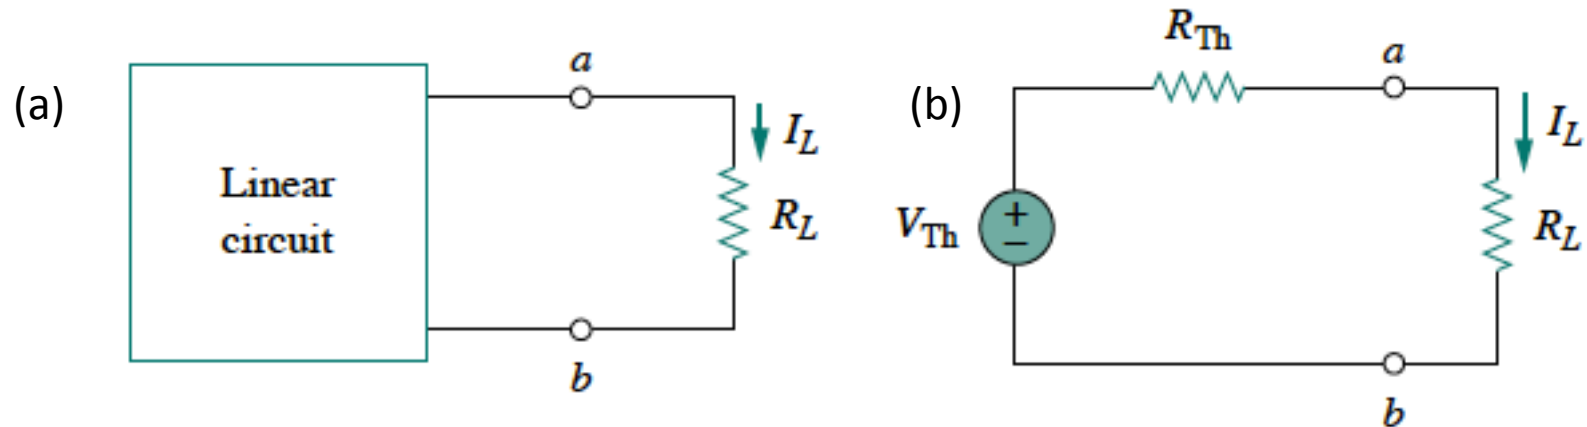 (a)
Linear
circuit
a
I_L
R_L
b
(b)
R_Th
a
I_L
V_Th
+
−
R_L
b